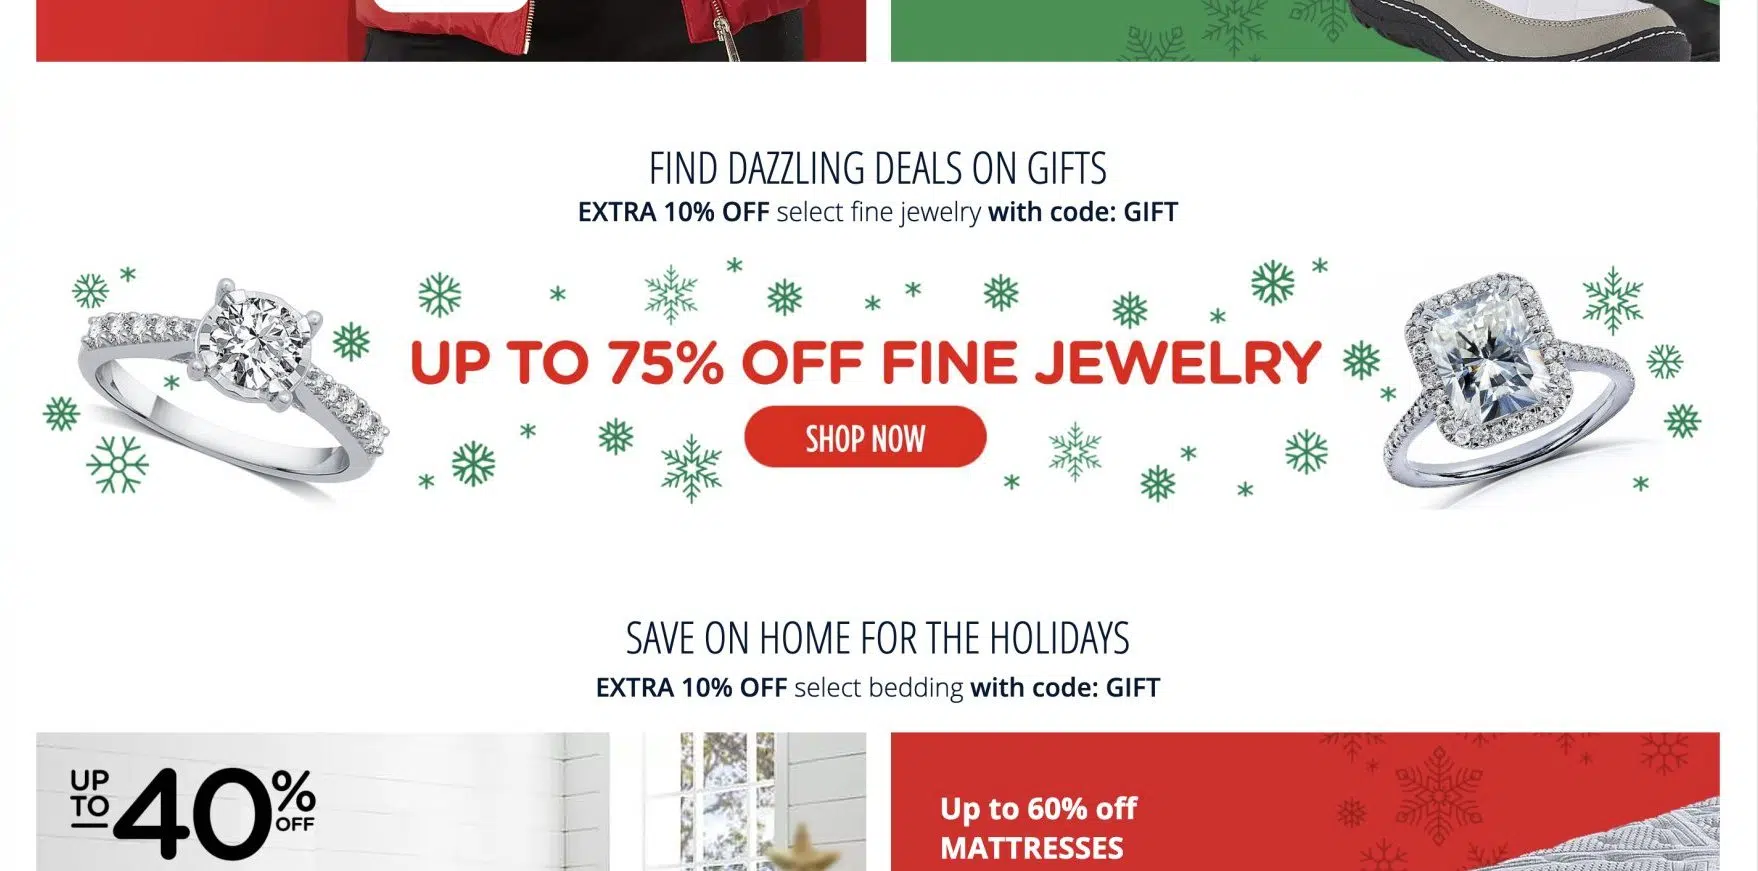 FIND DAZZLING DEALS ON GIFTS
EXTRA 10% OFF select fine jewelry with code: GIFT
UP TO 75% OFF FINE JEWELRY
SHOP NOW
SAVE ON HOME FOR THE HOLIDAYS
EXTRA 10% OFF select bedding with code: GIFT
UP
TO
40%
OFF
Up to 60% off
MATTRESSES